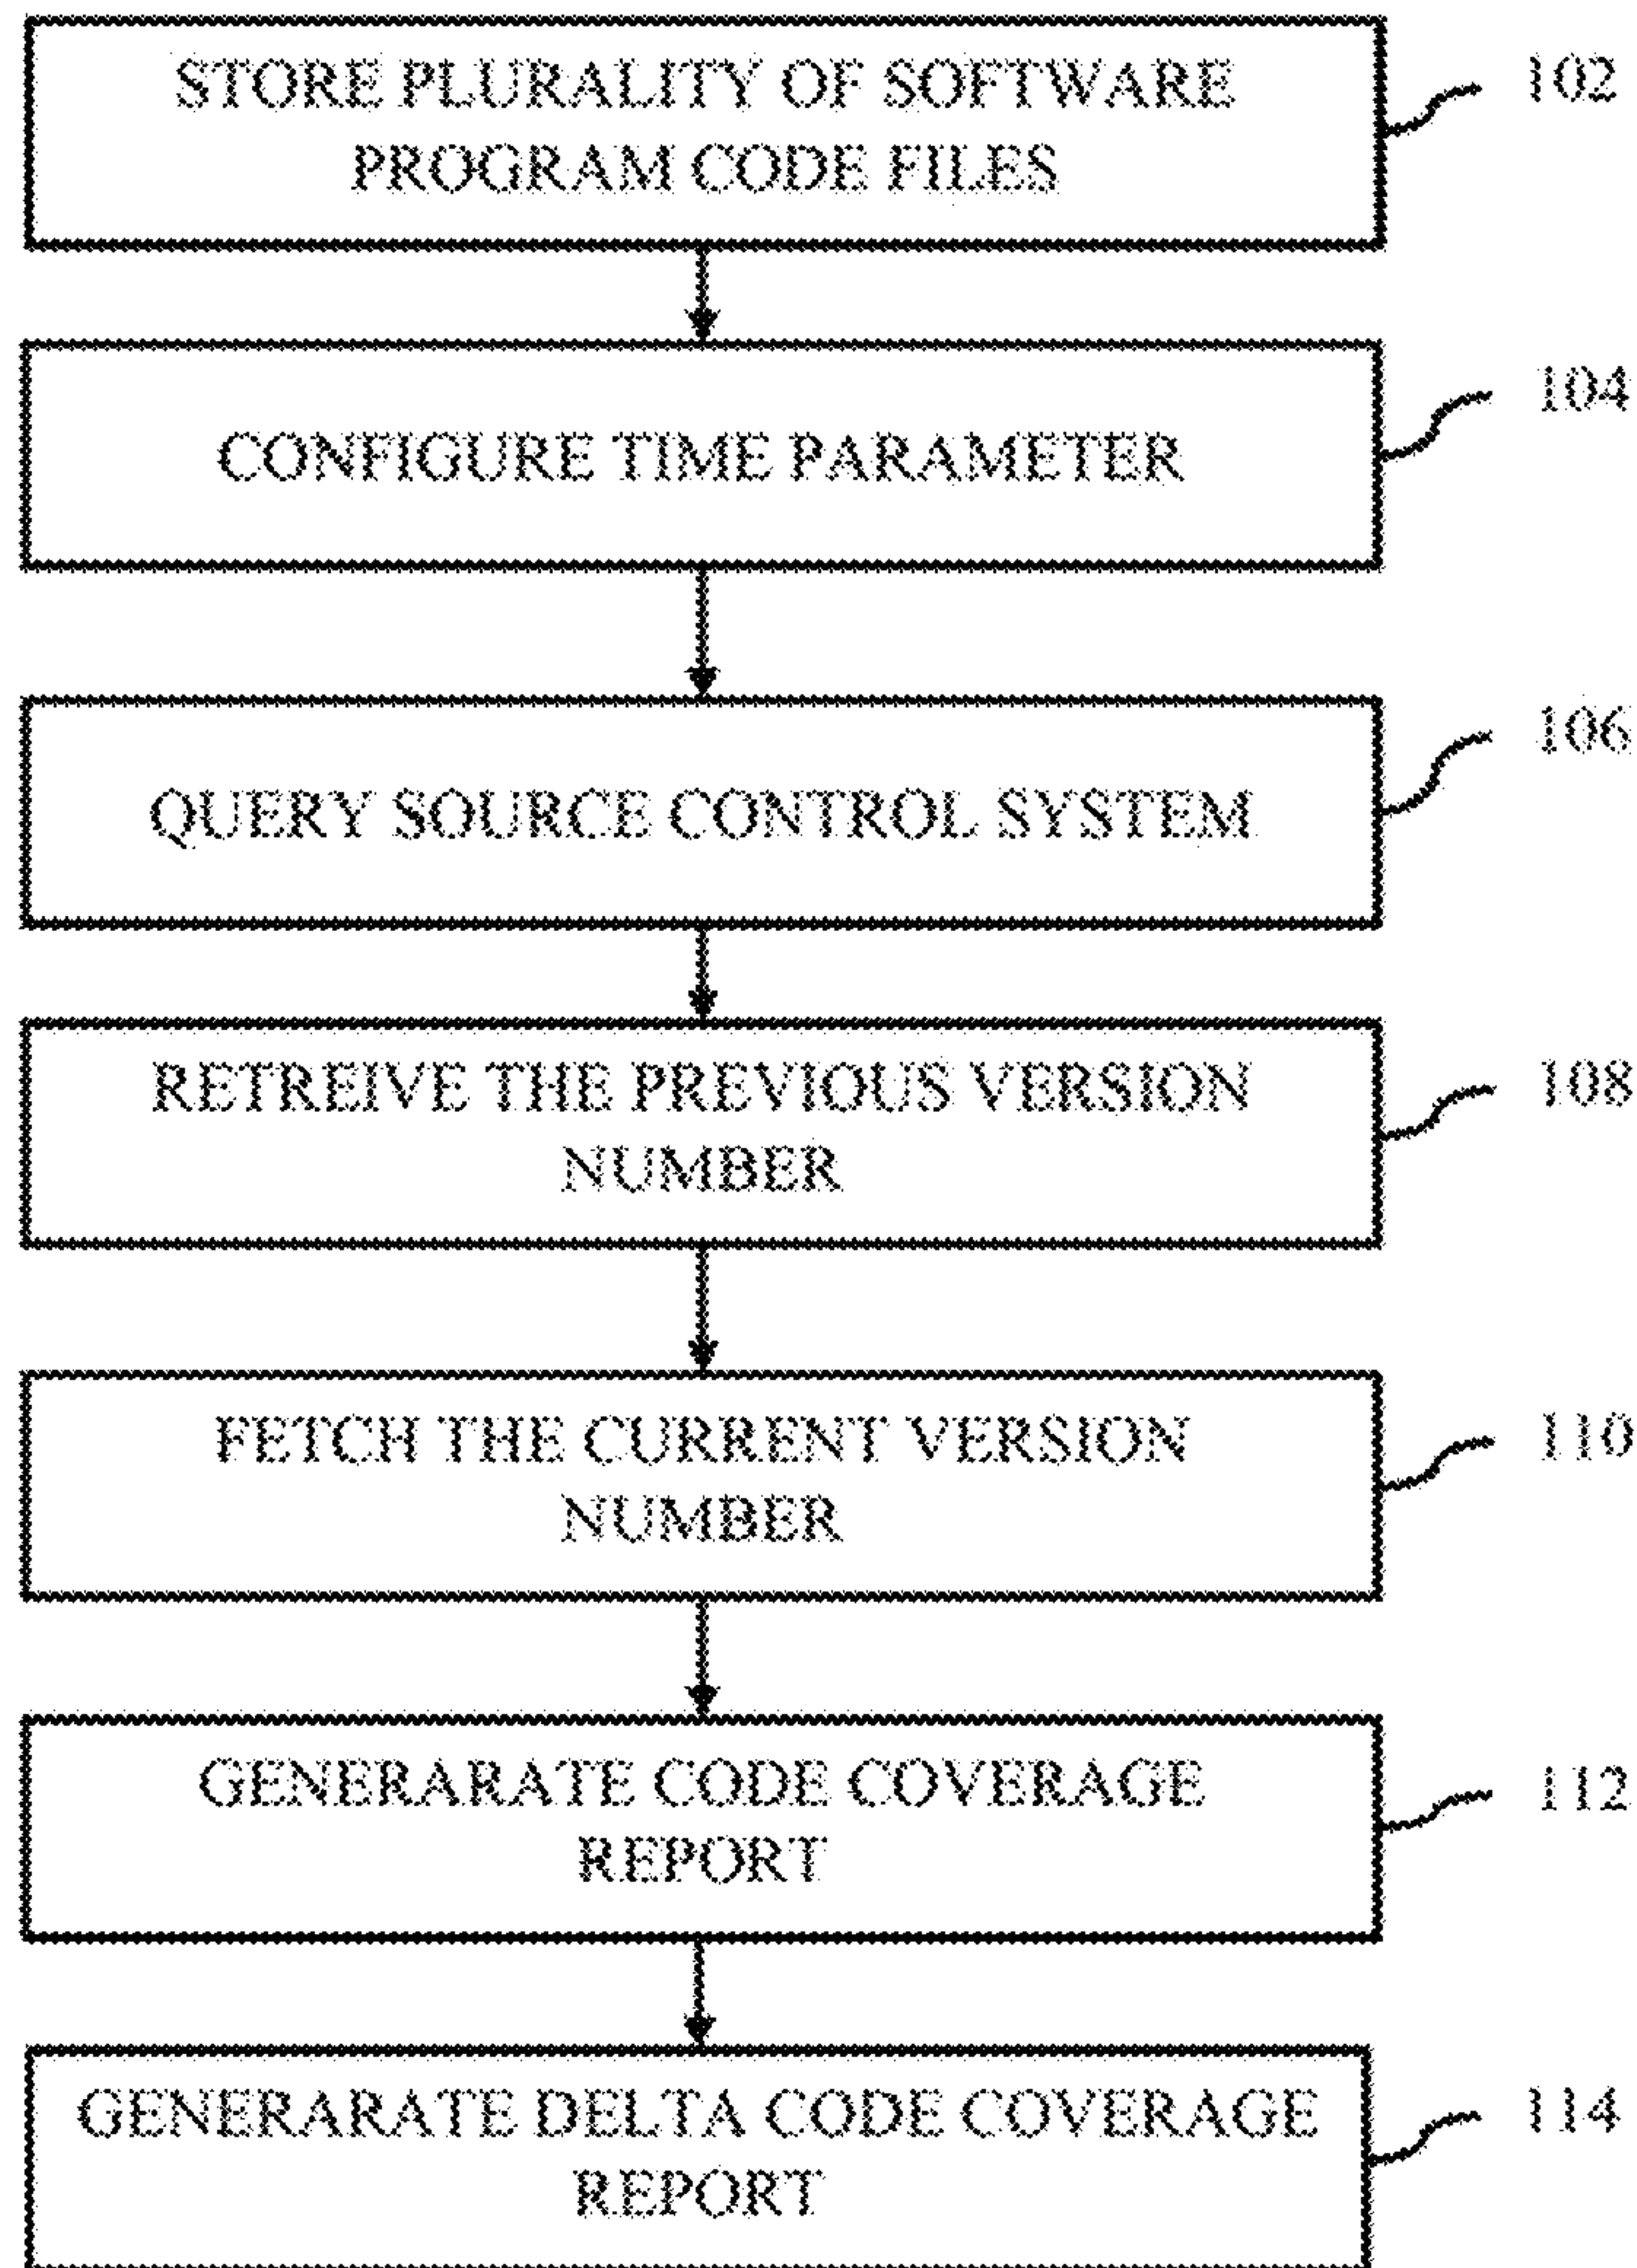 STORE PLURALITY OF SOFTWARE
PROGRAM CODE FILES
102
CONFIGURE TIME PARAMETER
104
QUERY SOURCE CONTROL SYSTEM
106
RETREIVE THE PREVIOUS VERSION
NUMBER
108
FETCH THE CURRENT VERSION
NUMBER
110
GENERARATE CODE COVERAGE
REPORT
112
GENERARATE DELTA CODE COVERAGE
REPORT
114